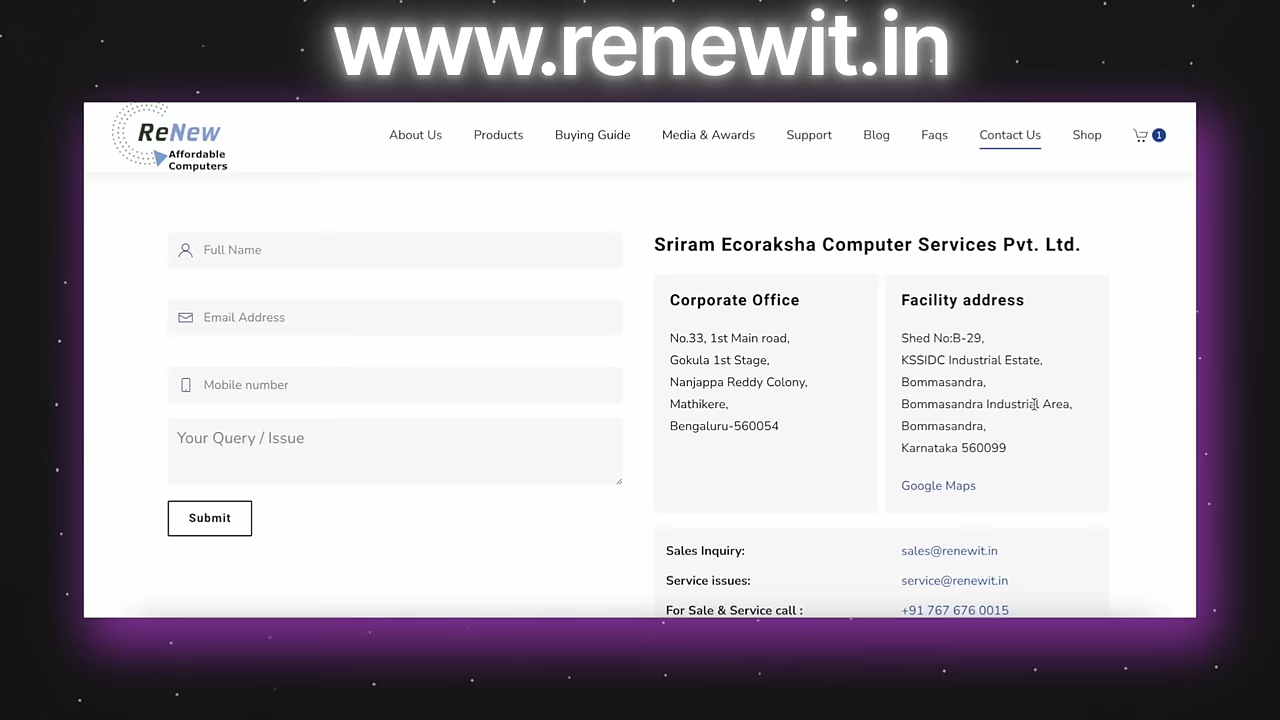 www.renewit.in
ReNew
Affordable
Computers
About Us Products Buying Guide Media & Awards Support Blog Faqs Contact Us Shop 1
Full Name
Email Address
Mobile number
Your Query / Issue
Submit
Sriram Ecoraksha Computer Services Pvt. Ltd.
Corporate Office
No.33, 1st Main road,
Gokula 1st Stage,
Nanjappa Reddy Colony,
Mathikere,
Bengaluru-560054
Facility address
Shed No:B-29,
KSSIDC Industrial Estate,
Bommasandra,
Bommasandra Industrial Area,
Bommasandra,
Karnataka 560099
Google Maps
Sales Inquiry: sales@renewit.in
Service issues: service@renewit.in
For Sale & Service call : +91 767 676 0015